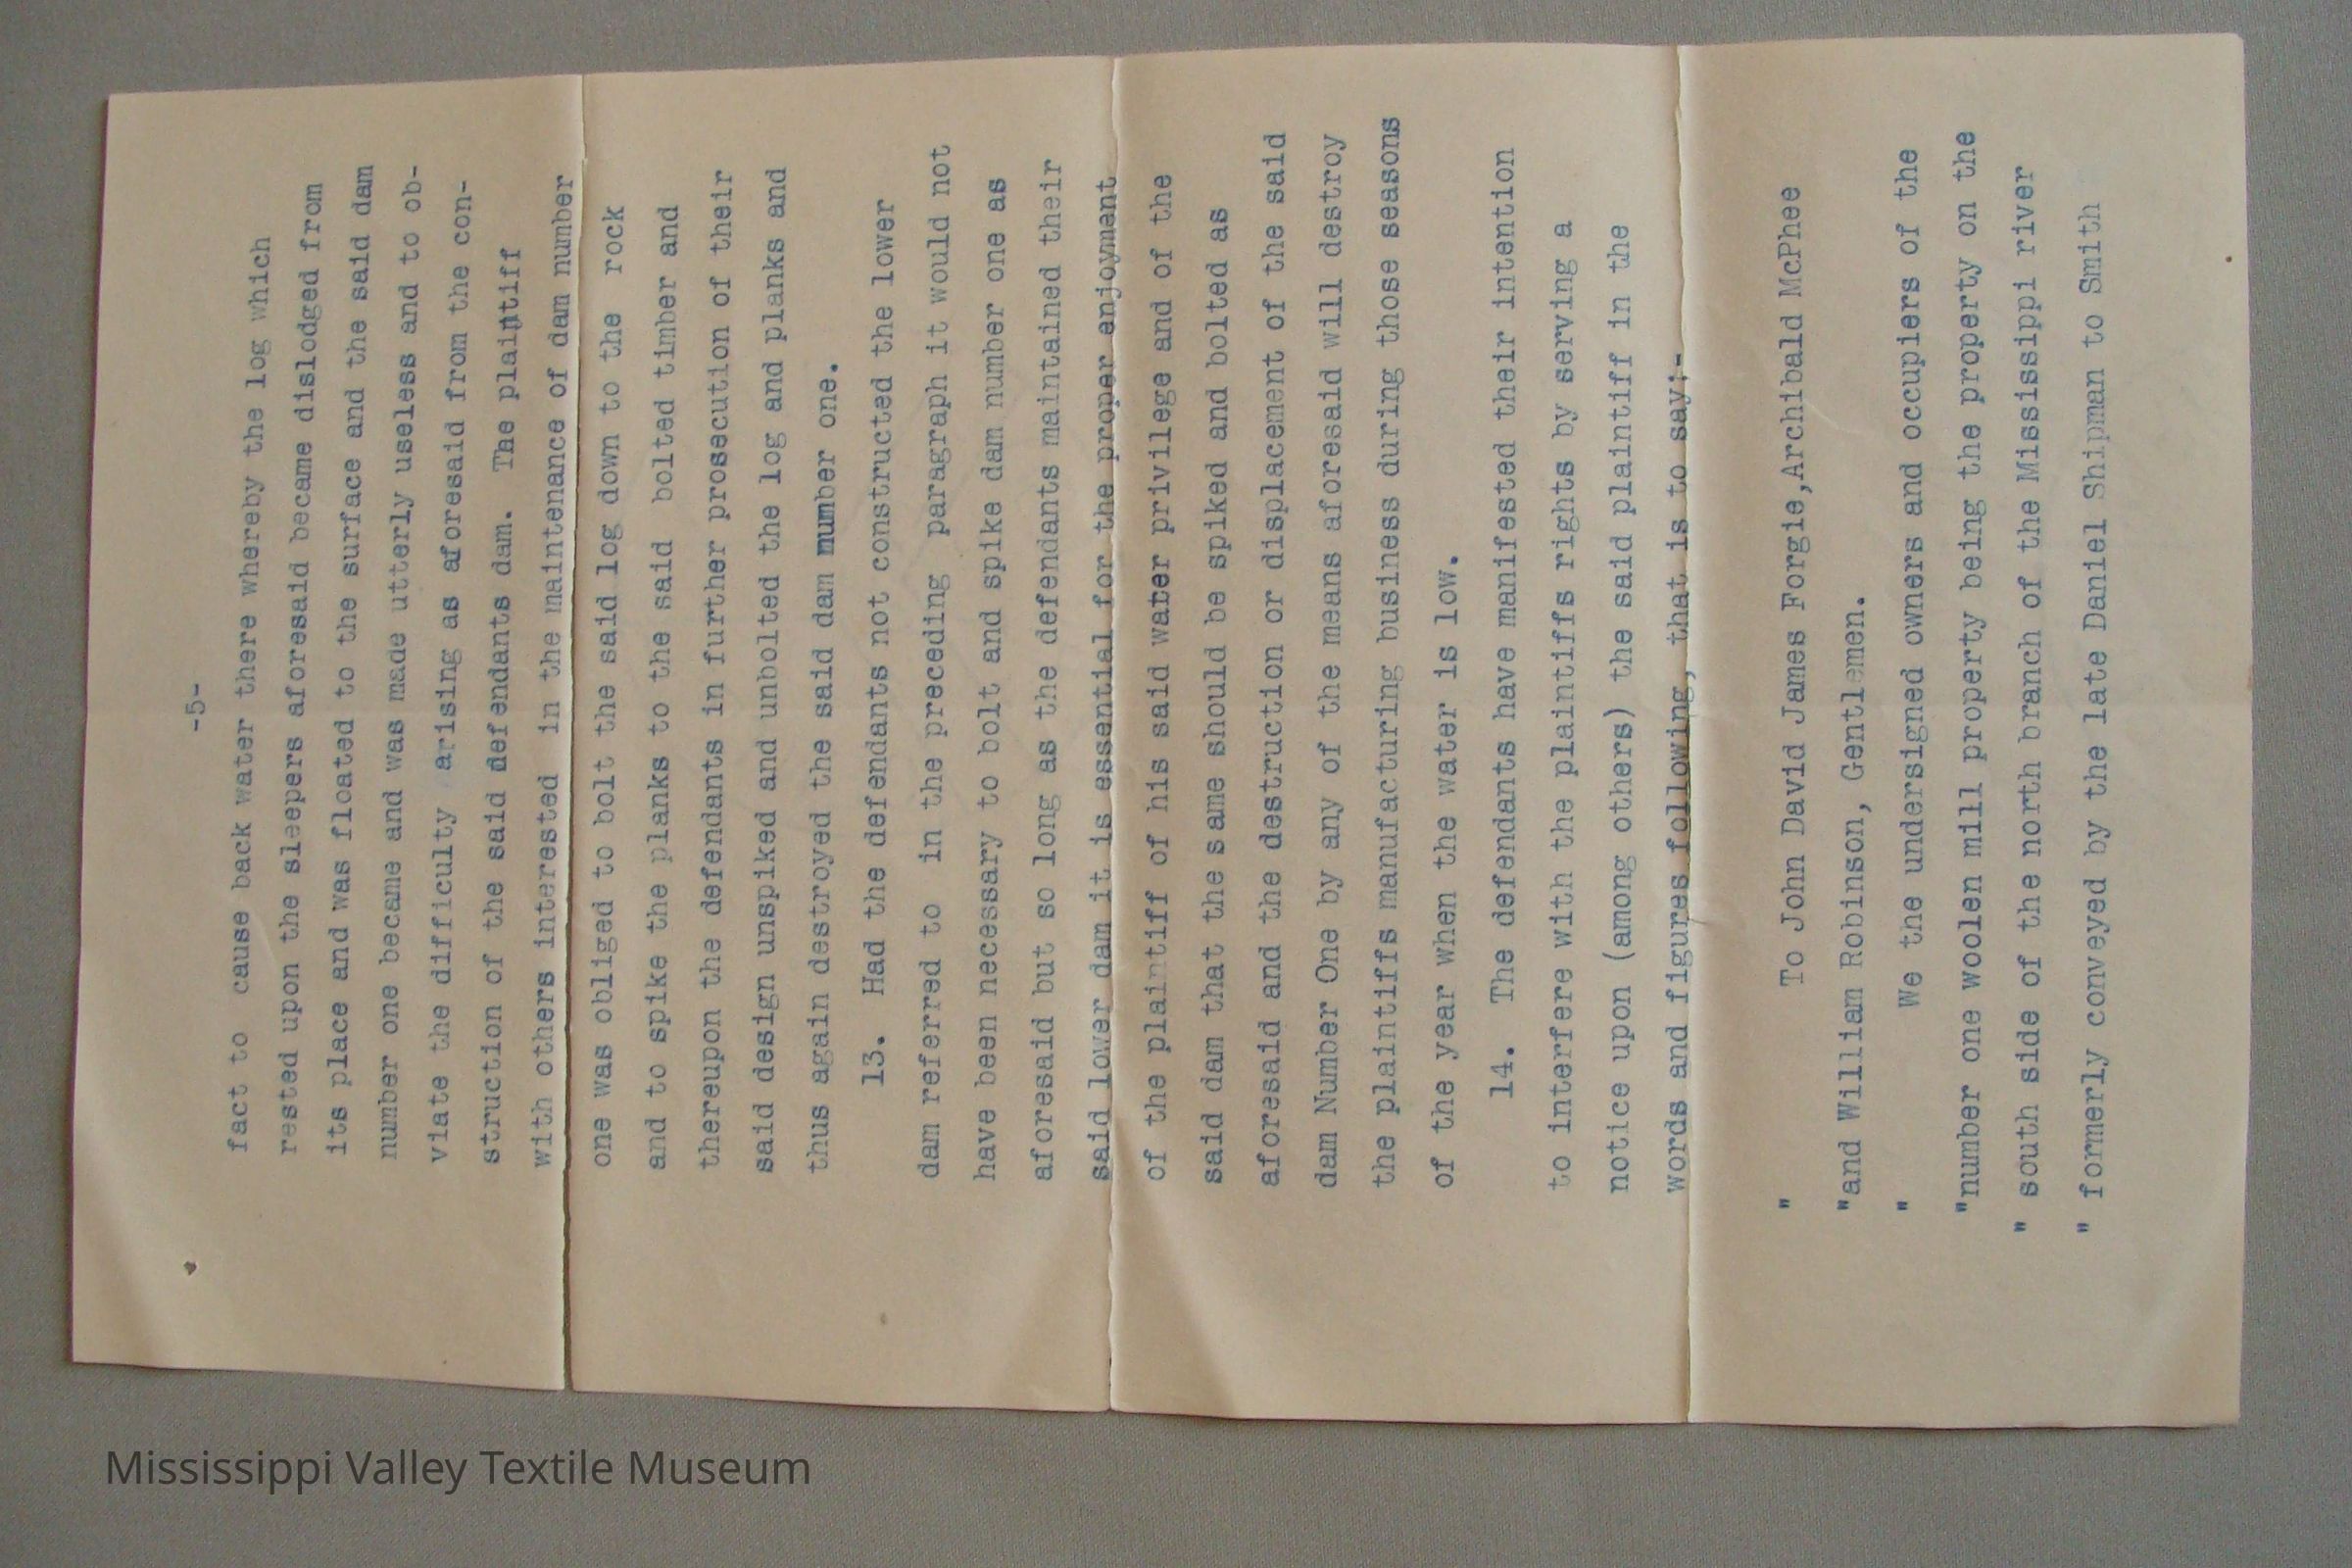 -5-
fact to cause back water there whereby the log which
rested upon the sleepers aforesaid became dislodged from
its place and was floated to the surface and the said dam
number one became and was made utterly useless and to ob-
viate the difficulty arising as aforesaid from the con-
struction of the said defendants dam. The plaintiff
with others interested in the maintenance of dam number
one was obliged to bolt the said log down to the rock
and to spike the planks to the said bolted timber and
thereupon the defendants in further prosecution of their
said design unspiked and unbolted the log and planks and
thus again destroyed the said dam number one.
13. Had the defendants not constructed the lower
dam referred to in the preceding paragraph it would not
have been necessary to bolt and spike dam number one as
aforesaid but so long as the defendants maintained their
said lower dam it is essential for the proper enjoyment
of the plaintiff of his said water privilege and of the
said dam that the same should be spiked and bolted as
aforesaid and the destruction or displacement of the said
dam Number One by any of the means aforesaid will destroy
the plaintiffs manufacturing business during those seasons
of the year when the water is low.
14. The defendants have manifested their intention
to interfere with the plaintiffs rights by serving a
notice upon (among others) the said plaintiff in the
words and figures following, that is to say;-
" To John David James Forgie,Archibald McPhee
"and William Robinson, Gentlemen.
" We the undersigned owners and occupiers of the
"number one woolen mill property being the property on the
" south side of the north branch of the Mississippi river
" formerly conveyed by the late Daniel Shipman to Smith
Mississippi Valley Textile Museum